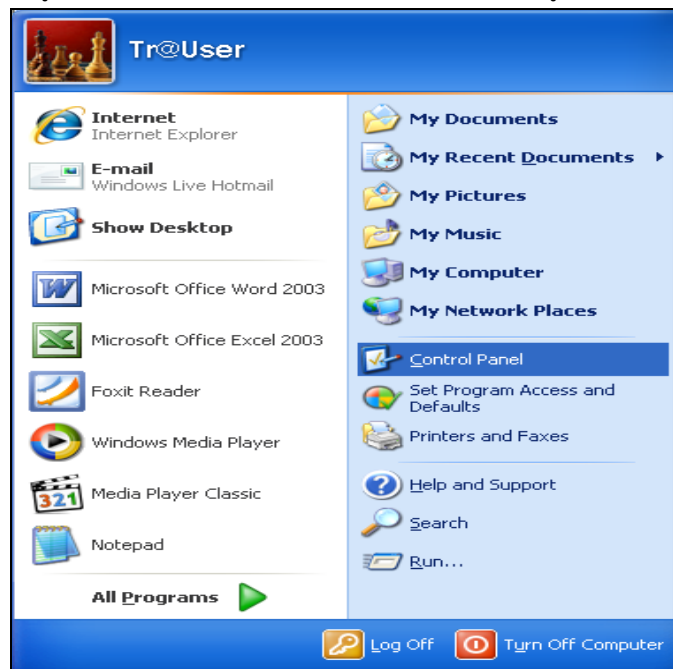 Tr@User
Internet
Internet Explorer
E-mail
Windows Live Hotmail
Show Desktop
Microsoft Office Word 2003
Microsoft Office Excel 2003
Foxit Reader
Windows Media Player
321
Media Player Classic
Notepad
All Programs
My Documents
My Recent Documents
My Pictures
My Music
My Computer
My Network Places
Control Panel
Set Program Access and
Defaults
Printers and Faxes
Help and Support
Search
Run...
Log Off
Turn Off Computer